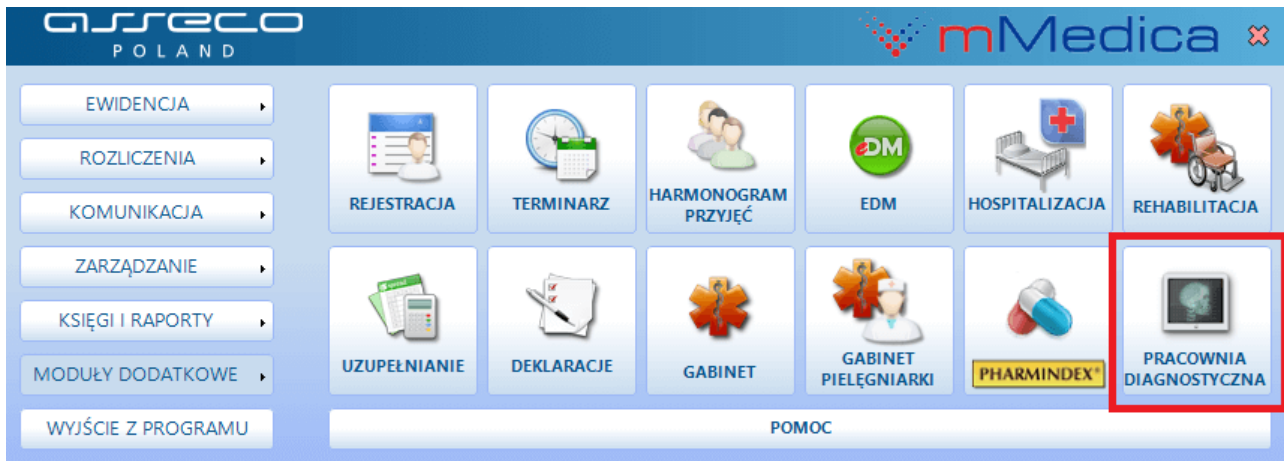 asseco
POLAND
mMedica
EWIDENCJA
ROZLICZENIA
KOMUNIKACJA
ZARZĄDZANIE
KSIĘGI I RAPORTY
MODUŁY DODATKOWE
WYJŚCIE Z PROGRAMU
REJESTRACJA
TERMINARZ
HARMONOGRAM
PRZYJĘĆ
eDM
EDM
HOSPITALIZACJA
REHABILITACJA
UZUPEŁNIANIE
DEKLARACJE
GABINET
GABINET
PIELĘGNIARKI
PHARMINDEX®
PRACOWNIA
DIAGNOSTYCZNA
POMOC